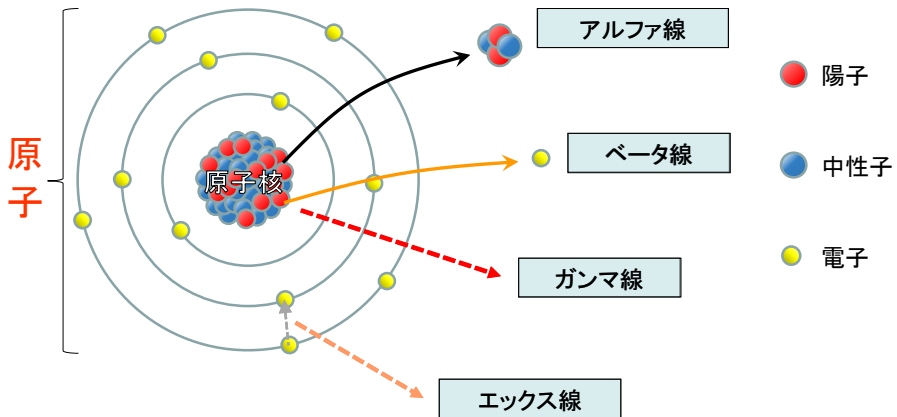 アルファ線
陽子
原子
原子核
ベータ線
中性子
電子
ガンマ線
エックス線